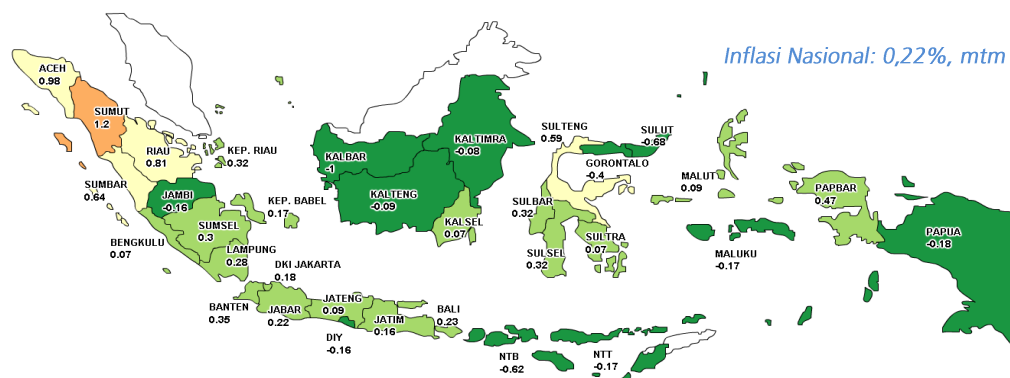 Inflasi Nasional: 0,22%, mtm
ACEH
0.98
SUMUT
1.2
RIAU
0.81
KEP. RIAU
0.32
SUMBAR
0.64
JAMBI
-0.16
KEP. BABEL
0.17
SUMSEL
0.3
BENGKULU
0.07
LAMPUNG
0.28
DKI JAKARTA
0.18
BANTEN
0.35
JABAR
0.22
JATENG
0.09
DIY
-0.16
JATIM
0.16
BALI
0.23
NTB
-0.62
NTT
-0.17
KALBAR
-1
KALTENG
-0.09
KALTIMRA
-0.08
KALSEL
0.07
SULTENG
0.59
SULUT
-0.68
GORONTALO
-0.4
SULBAR
0.32
SULSEL
0.32
SULTRA
0.07
MALUT
0.09
MALUKU
-0.17
PAPBAR
0.47
PAPUA
-0.18